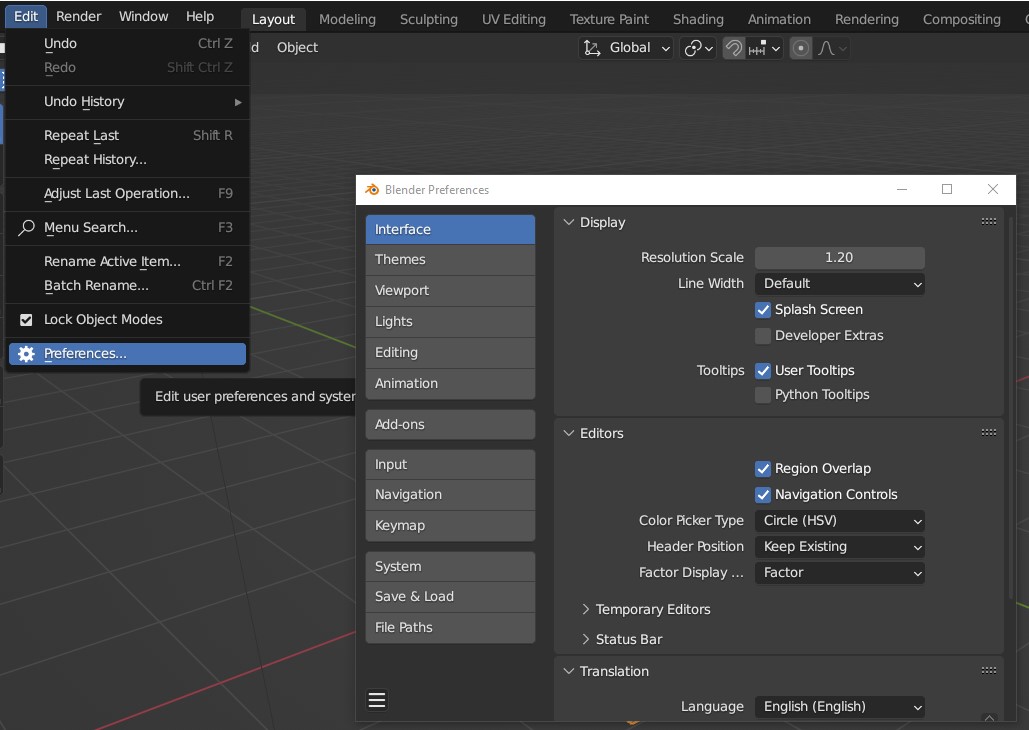 Edit Render Window Help Layout Modeling Sculpting UV Editing Texture Paint Shading Animation Rendering Compositing
d Object Global
Undo Ctrl Z
Redo Shift Ctrl Z
Undo History
Repeat Last Shift R
Repeat History...
Adjust Last Operation... F9
Menu Search... F3
Rename Active Item... F2
Batch Rename... Ctrl F2
Lock Object Modes
Preferences...
Edit user preferences and system
Blender Preferences
Interface
Themes
Viewport
Lights
Editing
Animation
Add-ons
Input
Navigation
Keymap
System
Save & Load
File Paths
Display
Resolution Scale 1.20
Line Width Default
Splash Screen
Developer Extras
Tooltips User Tooltips
Python Tooltips
Editors
Region Overlap
Navigation Controls
Color Picker Type Circle (HSV)
Header Position Keep Existing
Factor Display ... Factor
Temporary Editors
Status Bar
Translation
Language English (English)